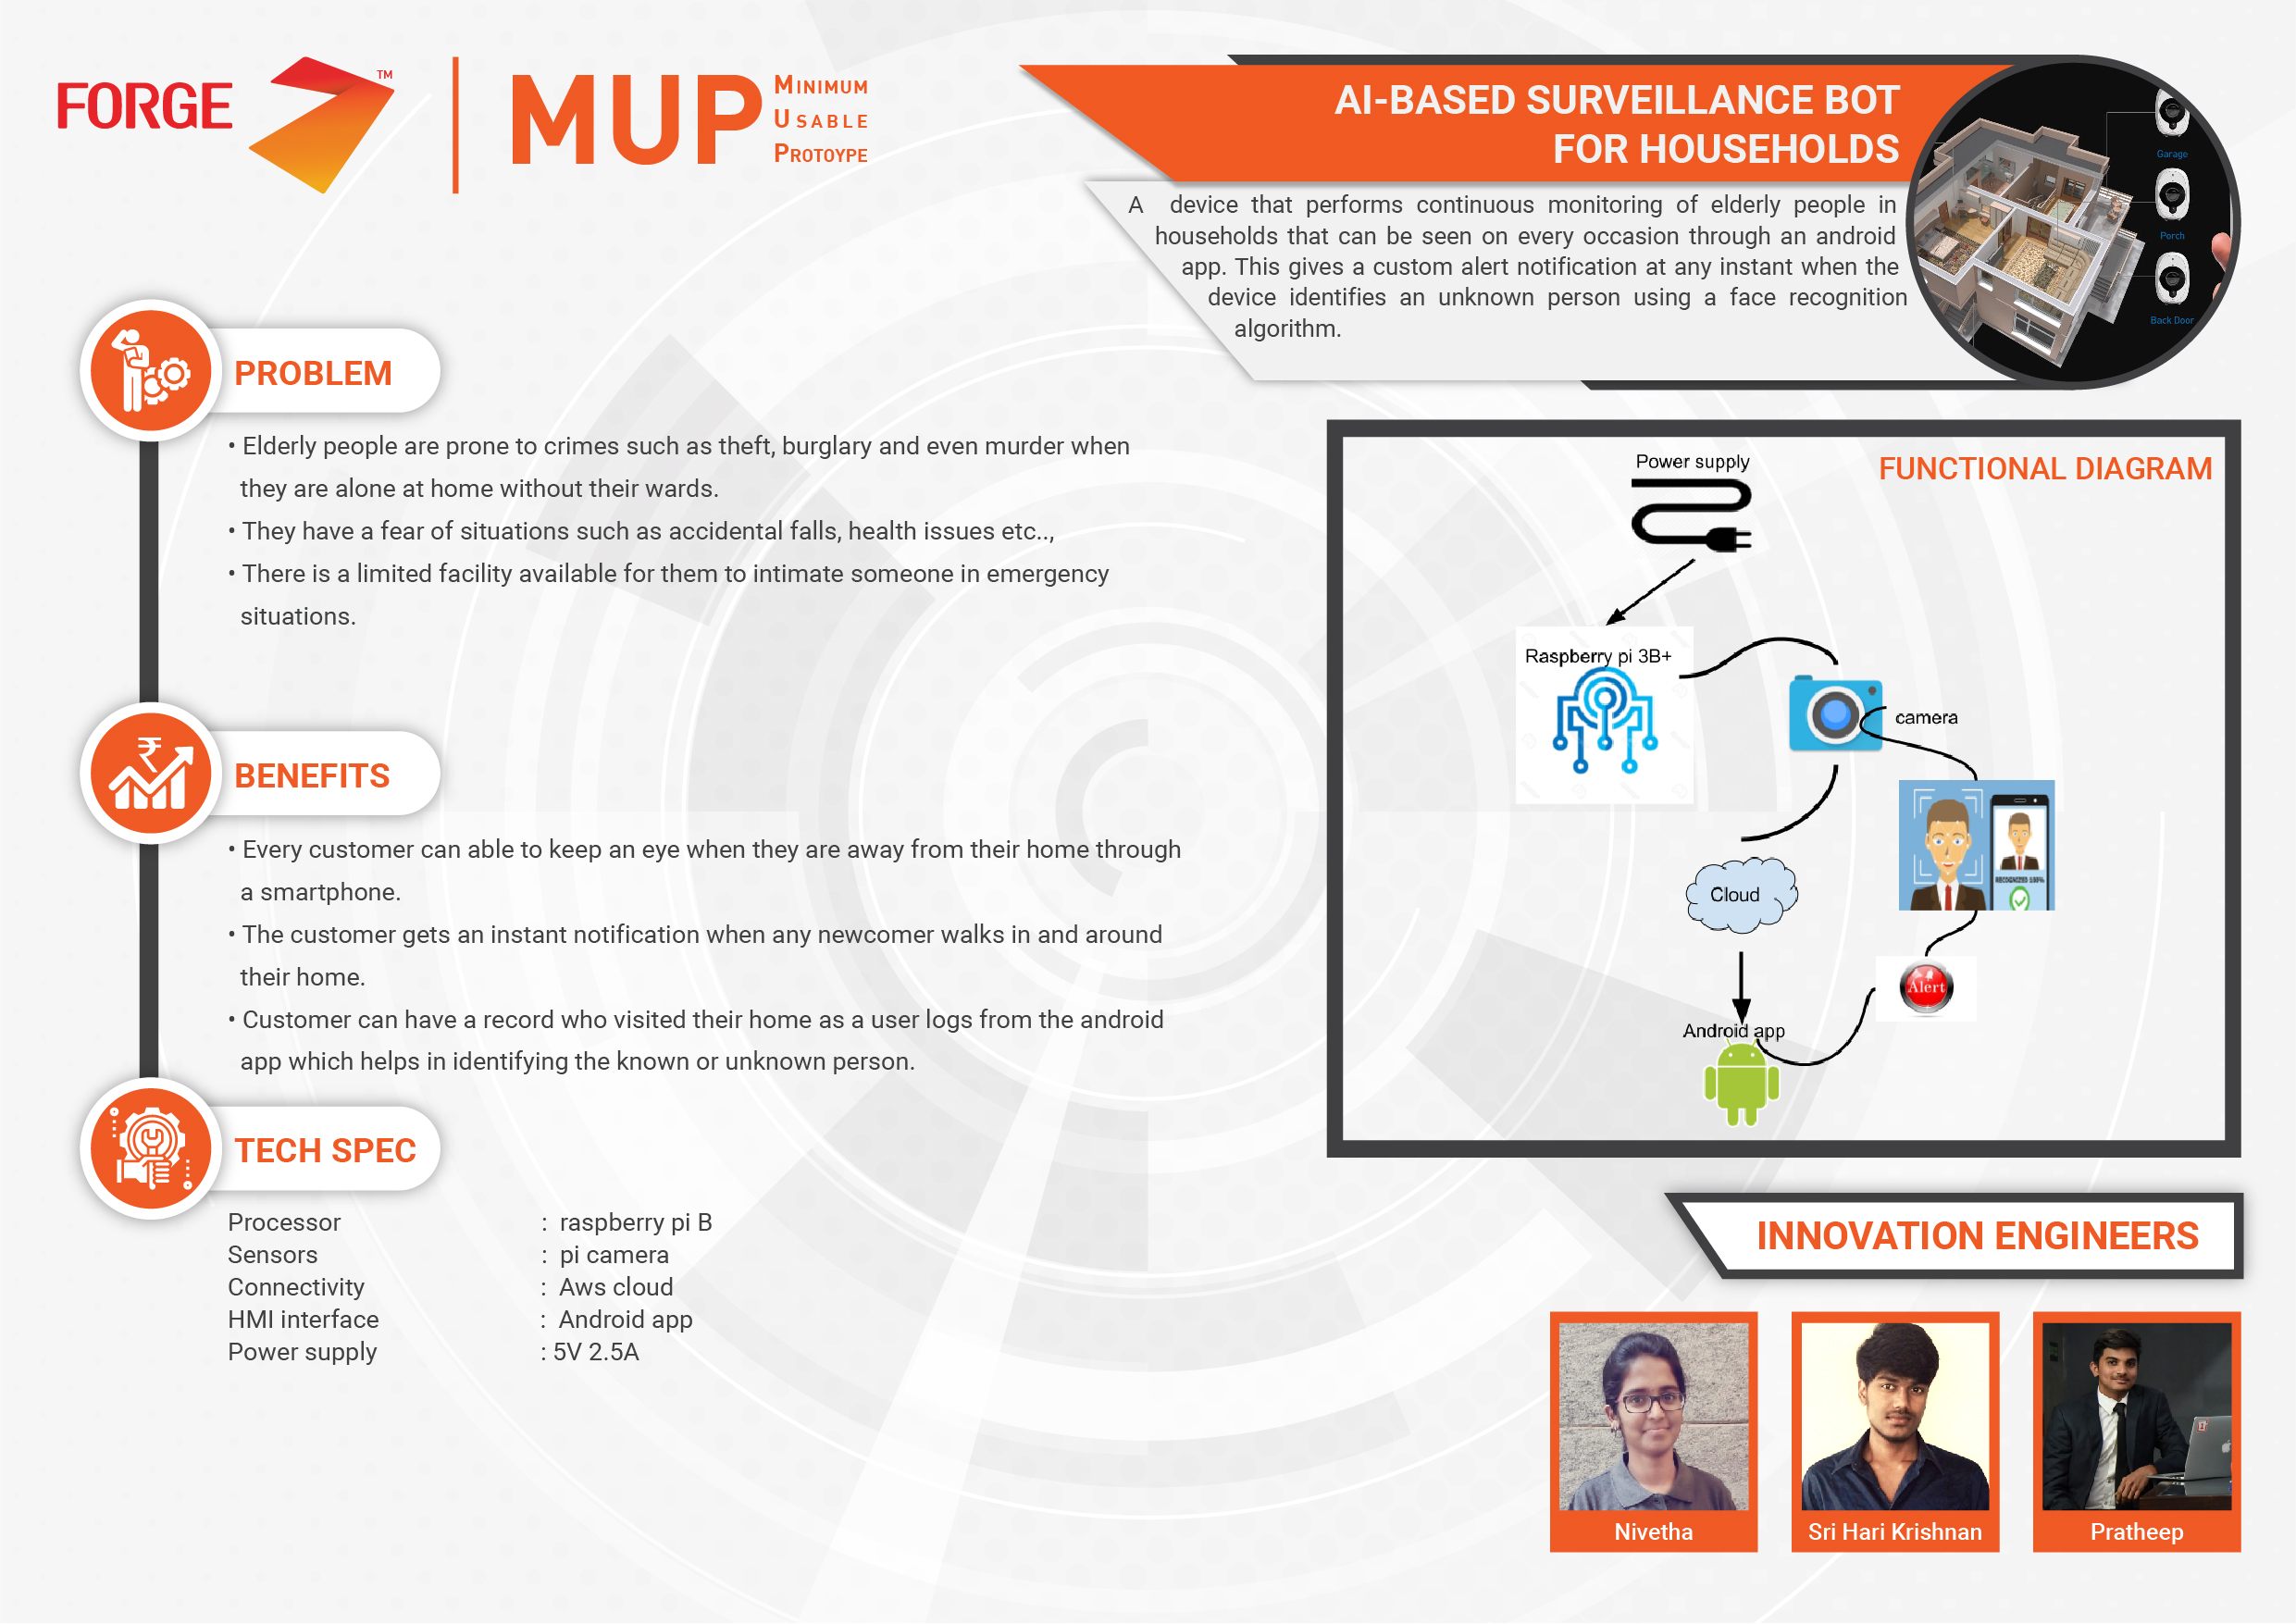 FORGE
TM
MUP
MINIMUM
USABLE
PROTOYPE
AI-BASED SURVEILLANCE BOT
FOR HOUSEHOLDS
A device that performs continuous monitoring of elderly people in
households that can be seen on every occasion through an android
app. This gives a custom alert notification at any instant when the
device identifies an unknown person using a face recognition
algorithm.
Garage
Porch
Back Door
PROBLEM
• Elderly people are prone to crimes such as theft, burglary and even murder when
they are alone at home without their wards.
• They have a fear of situations such as accidental falls, health issues etc..,
• There is a limited facility available for them to intimate someone in emergency
situations.
BENEFITS
• Every customer can able to keep an eye when they are away from their home through
a smartphone.
• The customer gets an instant notification when any newcomer walks in and around
their home.
• Customer can have a record who visited their home as a user logs from the android
app which helps in identifying the known or unknown person.
TECH SPEC
Processor : raspberry pi B
Sensors : pi camera
Connectivity : Aws cloud
HMI interface : Android app
Power supply : 5V 2.5A
FUNCTIONAL DIAGRAM
Power supply
Raspberry pi 3B+
camera
RECOGNIZED 100%
Cloud
Alert
Android app
INNOVATION ENGINEERS
Nivetha
Sri Hari Krishnan
Pratheep